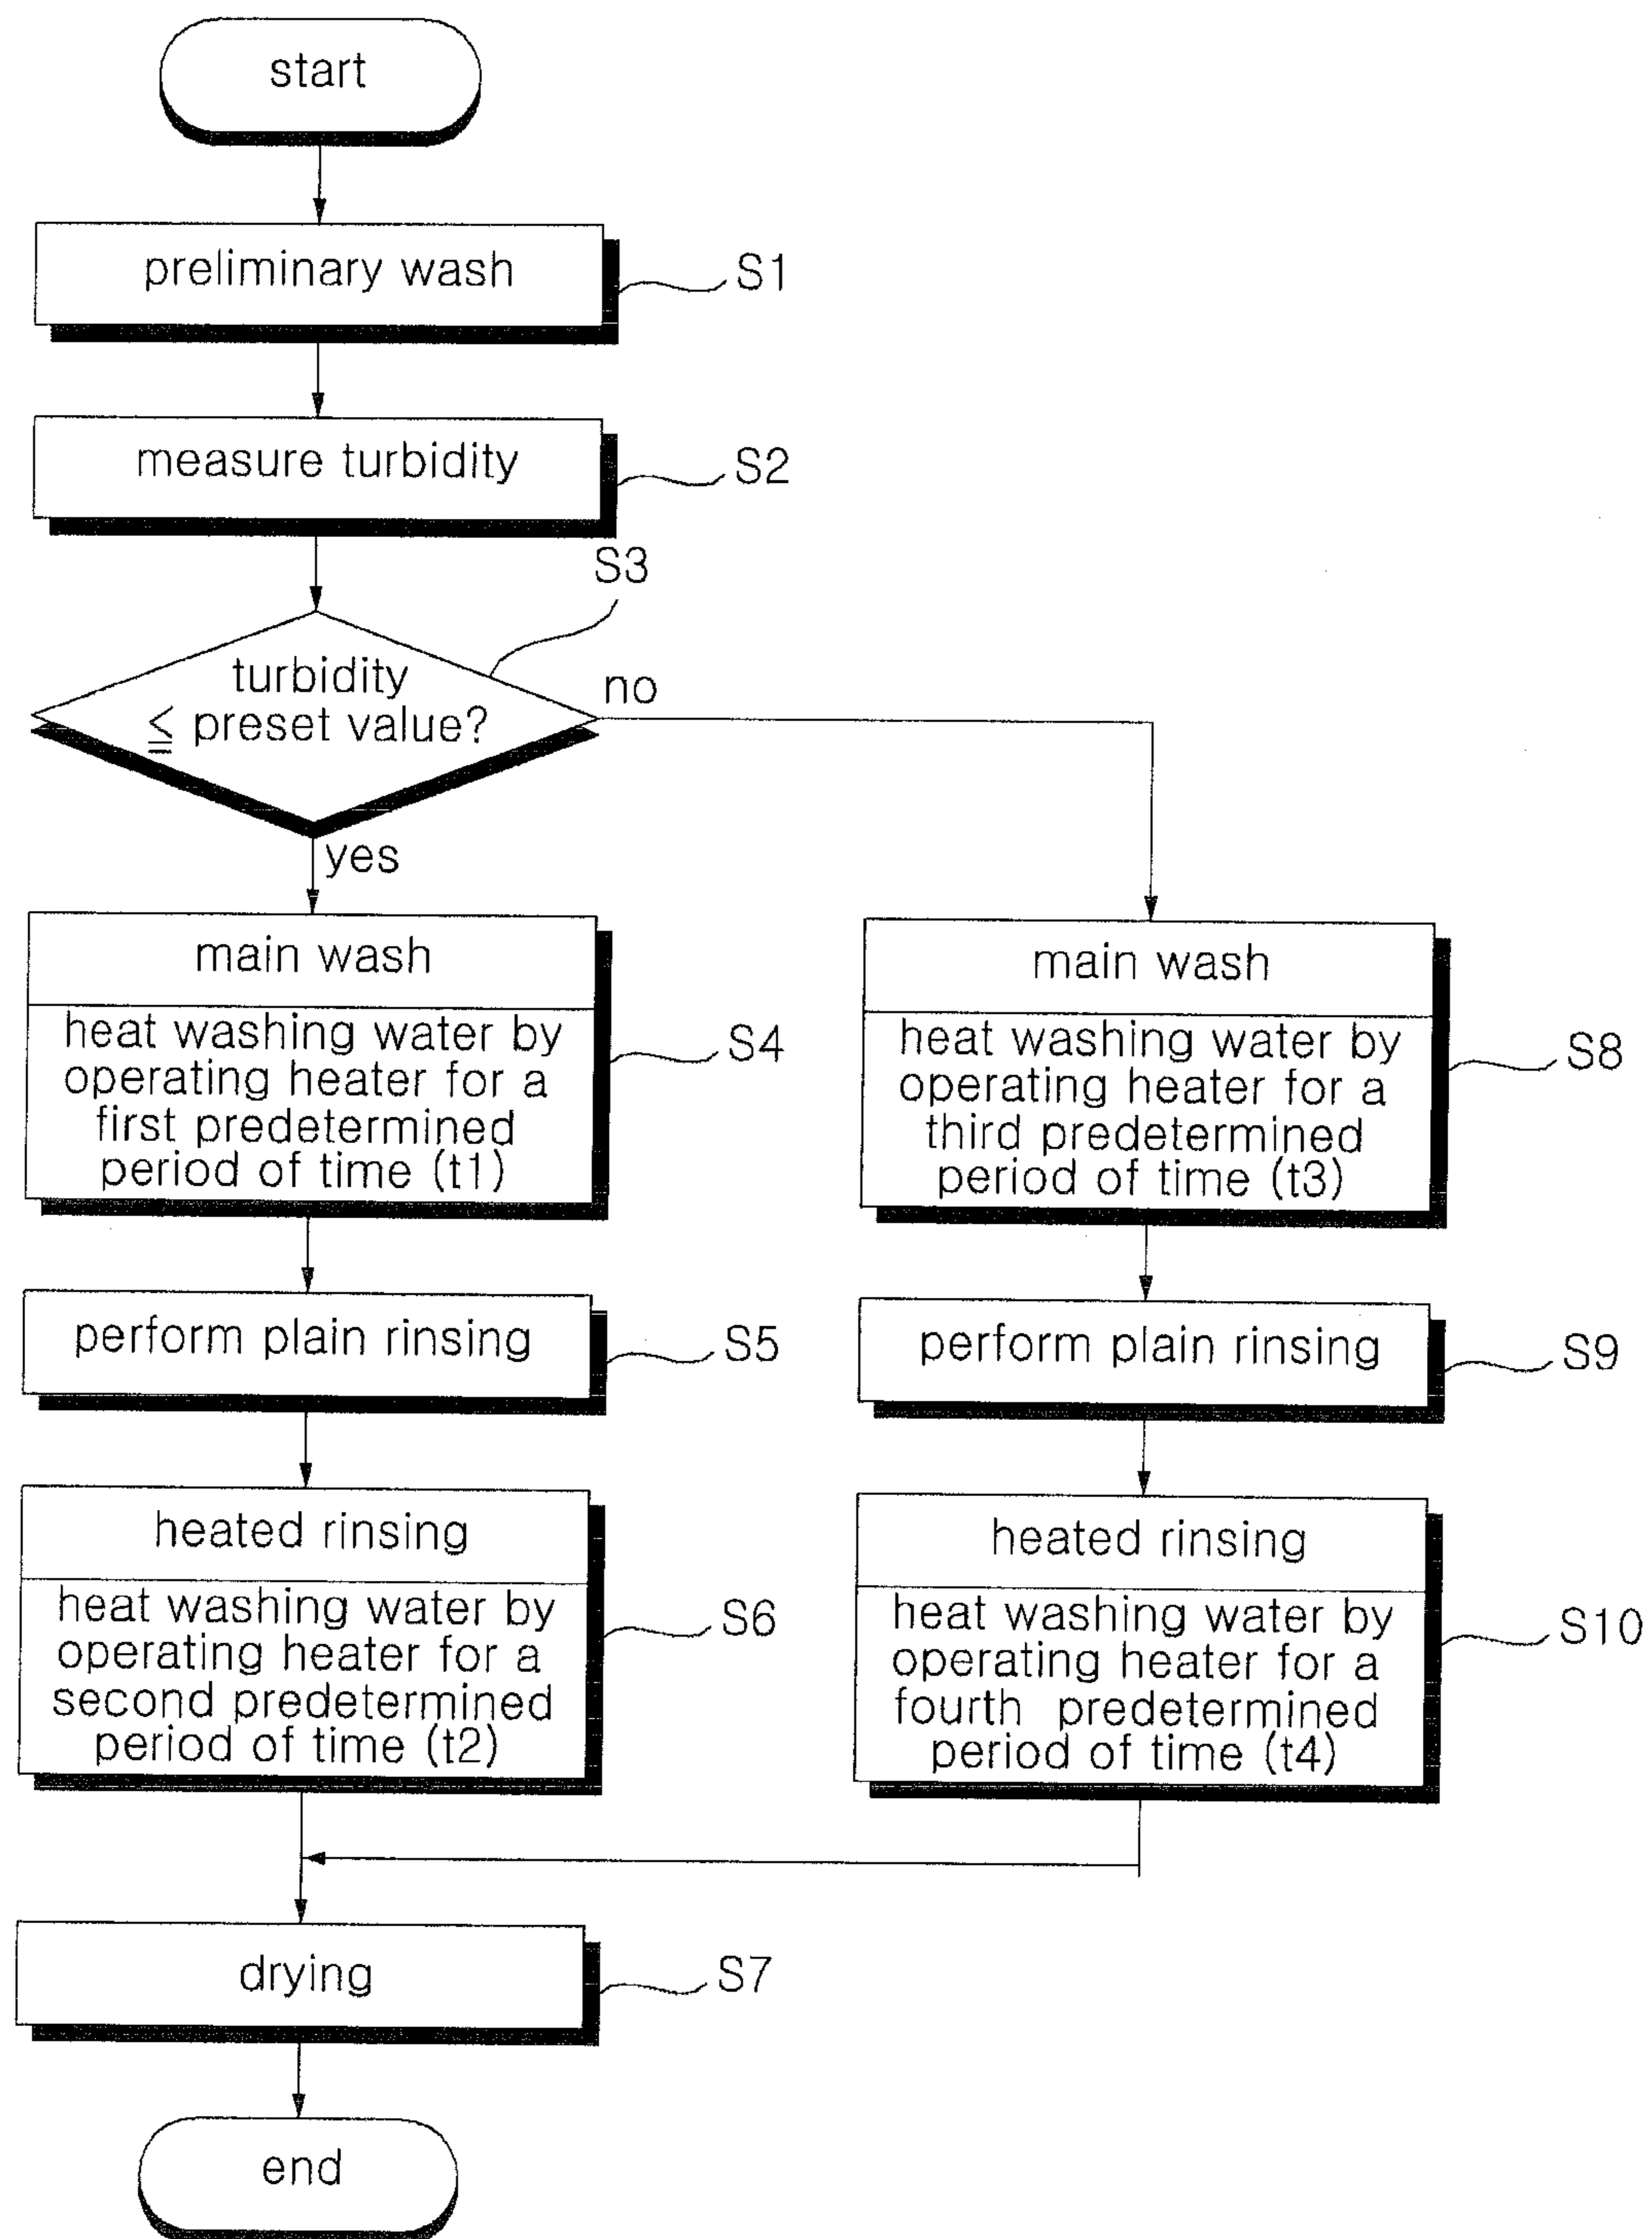 start
preliminary wash
S1
measure turbidity
S2
S3
turbidity
≦ preset value?
no
yes
main wash
heat washing water by
operating heater for a
first predetermined
period of time (t1)
S4
perform plain rinsing
S5
heated rinsing
heat washing water by
operating heater for a
second predetermined
period of time (t2)
S6
main wash
heat washing water by
operating heater for a
third predetermined
period of time (t3)
S8
perform plain rinsing
S9
heated rinsing
heat washing water by
operating heater for a
fourth predetermined
period of time (t4)
S10
drying
S7
end